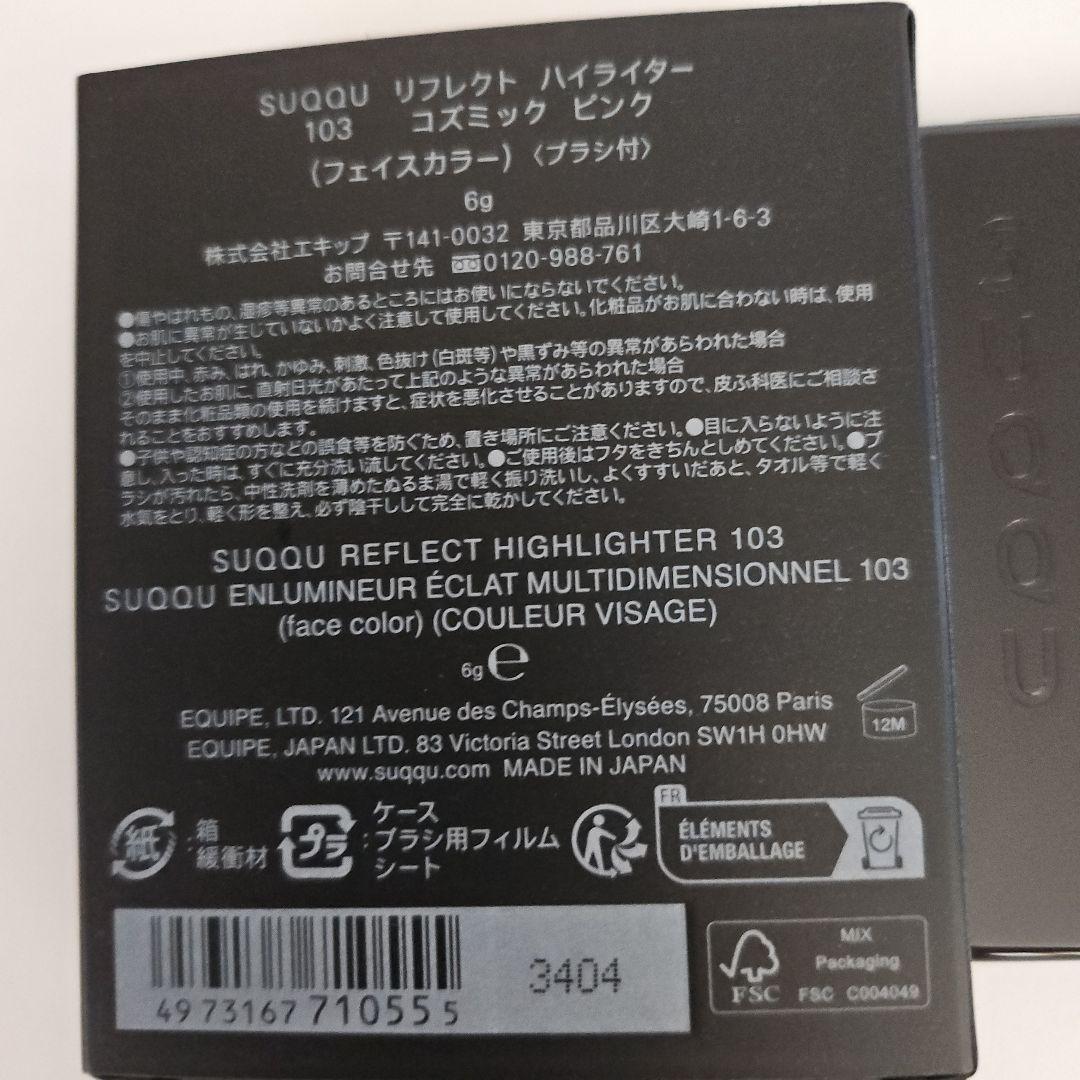 SUQQU リフレクト ハイライター
103 コズミック ピンク
(フェイスカラー) 〈ブラシ付〉
6g
株式会社エキップ 〒141-0032 東京都品川区大崎1-6-3
お問合せ先 0120-988-761
●傷やはれもの、湿疹等異常のあるところにはお使いにならないでください。
●お肌に異常が生じていないかよく注意して使用してください。化粧品がお肌に合わない時は、使用
を中止してください。
①使用中、赤み、はれ、かゆみ、刺激、色抜け(白斑等)や黒ずみ等の異常があらわれた場合
②使用したお肌に、直射日光があたって上記のような異常があらわれた場合
そのまま化粧品類の使用を続けますと、症状を悪化させることがありますので、皮ふ科医にご相談さ
れることをおすすめします。
●子供や認知症の方などの誤食等を防ぐため、置き場所にご注意ください。●目に入らないように注
意し、入った時は、すぐに充分洗い流してください。●ご使用後はフタをきちんとしめてください。●ブ
ラシが汚れたら、中性洗剤を薄めたぬるま湯で軽く振り洗いし、よくすすいだあと、タオル等で軽く
水気をとり、軽く形を整え、必ず陰干しして完全に乾かしてください。
SUQQU REFLECT HIGHLIGHTER 103
SUQQU ENLUMINEUR ÉCLAT MULTIDIMENSIONNEL 103
(face color) (COULEUR VISAGE)
6g ℮
EQUIPE, LTD. 121 Avenue des Champs-Élysées, 75008 Paris
EQUIPE, JAPAN LTD. 83 Victoria Street London SW1H 0HW
www.suqqu.com MADE IN JAPAN
12M
紙 : 箱
緩衝材
プラ : ケース
ブラシ用フィルム
シート
FR
ÉLÉMENTS
D'EMBALLAGE
4973167710555
3404
FSC
MIX
Packaging
FSC C004049
SUQQU